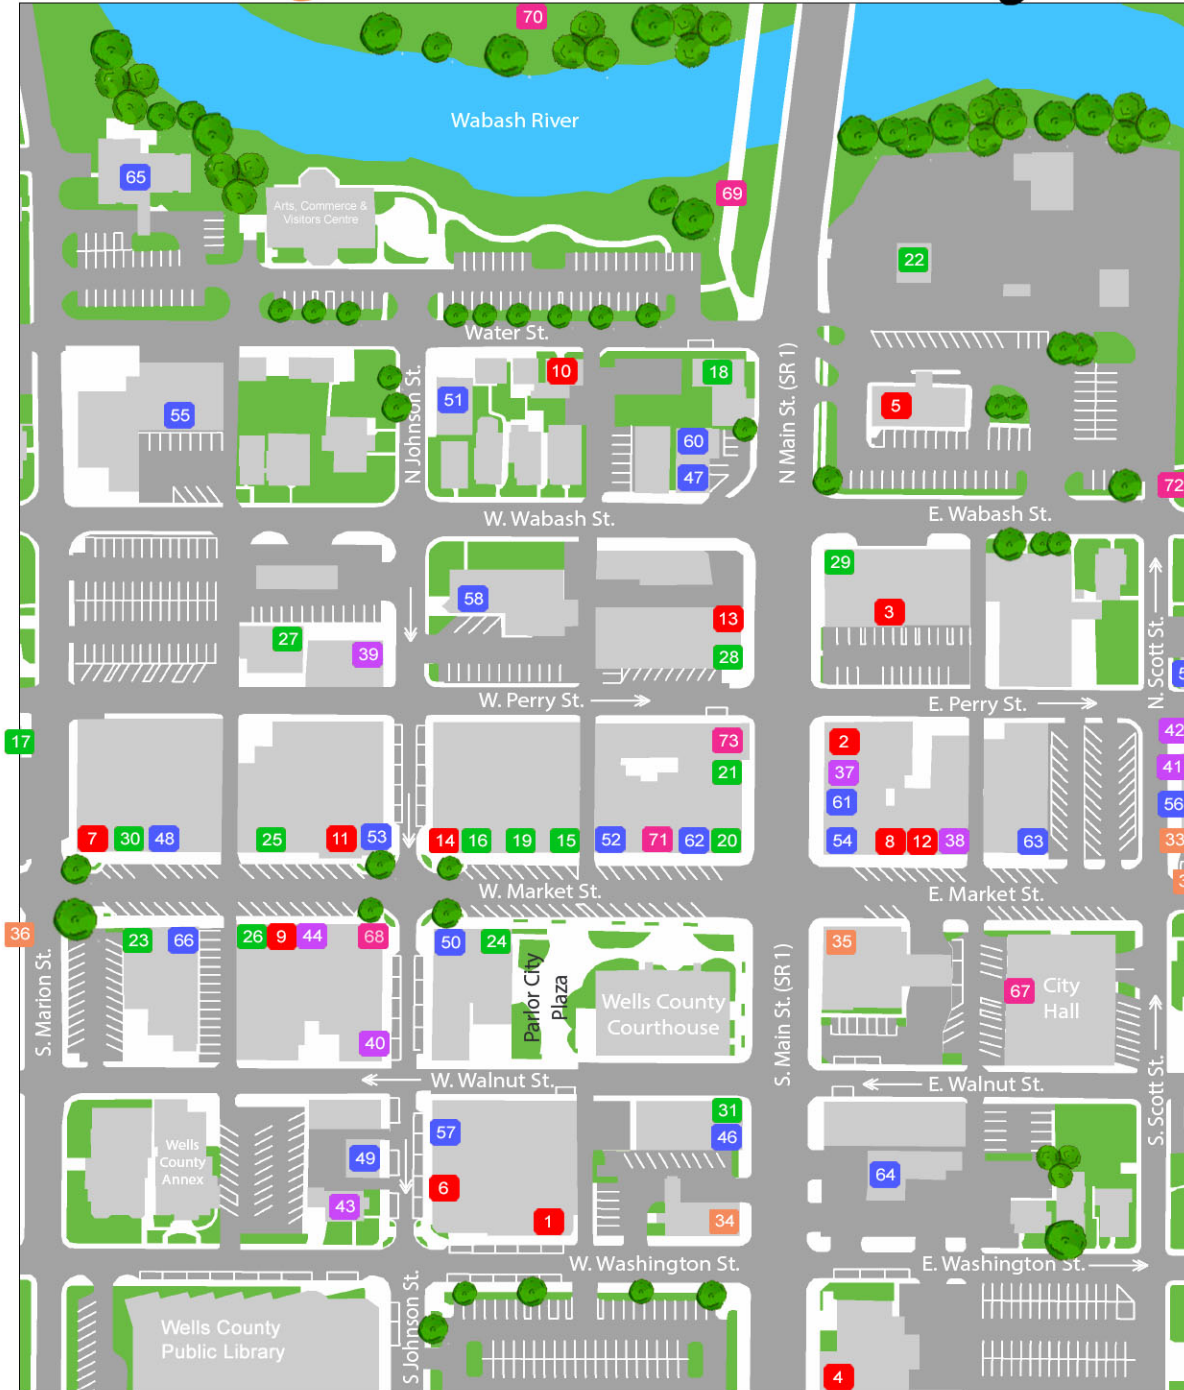 70
Wabash River
65
69
Arts, Commerce &
Visitors Centre
22
Water St.
10
18
N Johnson St.
N Main St. (SR 1)
51
5
55
60
47
72
W. Wabash St.
E. Wabash St.
29
58
3
13
27
39
28
N. Scott St.
W. Perry St.
E. Perry St.
17
73
2
42
21
37
41
61
56
7
30
48
25
11
53
14
16
19
15
52
71
62
20
54
8
12
38
63
33
W. Market St.
E. Market St.
36
23
66
26
9
44
68
50
24
35
S. Marion St.
Parlor City
Plaza
Wells County
Courthouse
S. Main St. (SR 1)
67
City
Hall
40
W. Walnut St.
E. Walnut St.
S. Scott St.
31
57
46
Wells
County
Annex
49
64
6
43
1
34
W. Washington St.
E. Washington St.
S Johnson St.
Wells County
Public Library
4